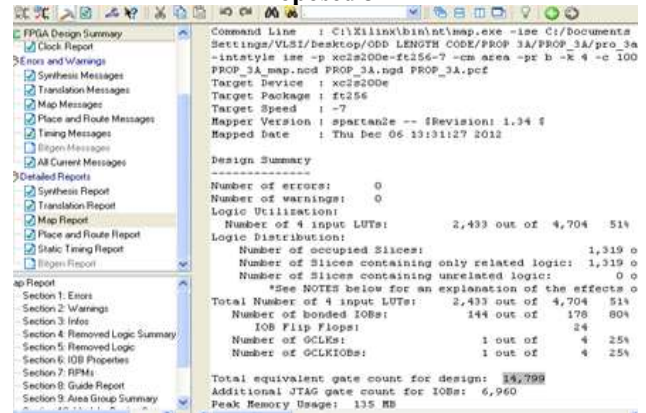 FPGA Design Summary
Clock Report
Errors and Warnings
Synthesis Messages
Translation Messages
Map Messages
Place and Route Messages
Timing Messages
Bitgen Messages
All Current Messages
Detailed Reports
Synthesis Report
Translation Report
Map Report
Place and Route Report
Static Timing Report
Bitgen Report
ap Report
Section 1: Errors
Section 2: Warnings
Section 3: Infos
Section 4: Removed Logic Summary
Section 5: Removed Logic
Section 6: IOB Properties
Section 7: RPMs
Section 8: Guide Report
Section 9: Area Group Summary
Command Line : C:\Xilinx\bin\nt\map.exe -ise C:/Documents
Settings/VLSI/Desktop/ODD LENGTH CODE/PROP 3A/PROP_3A/pro_3a
-intstyle ise -p xc2s200e-ft256-7 -cm area -pr b -k 4 -c 100
PROP_3A_map.ncd PROP_3A.ngd PROP_3A.pcf
Target Device : xc2s200e
Target Package : ft256
Target Speed : -7
Mapper Version : spartan2e -- $Revision: 1.34 $
Mapped Date : Thu Dec 06 13:31:27 2012
Design Summary
--------------
Number of errors: 0
Number of warnings: 0
Logic Utilization:
Number of 4 input LUTs: 2,433 out of 4,704 51%
Logic Distribution:
Number of occupied Slices: 1,319 o
Number of Slices containing only related logic: 1,319 o
Number of Slices containing unrelated logic: 0 o
*See NOTES below for an explanation of the effects o
Total Number of 4 input LUTs: 2,433 out of 4,704 51%
Number of bonded IOBs: 144 out of 178 80%
IOB Flip Flops: 24
Number of GCLKs: 1 out of 4 25%
Number of GCLKIOBs: 1 out of 4 25%
Total equivalent gate count for design: 14,799
Additional JTAG gate count for IOBs: 6,960
Peak Memory Usage: 135 MB